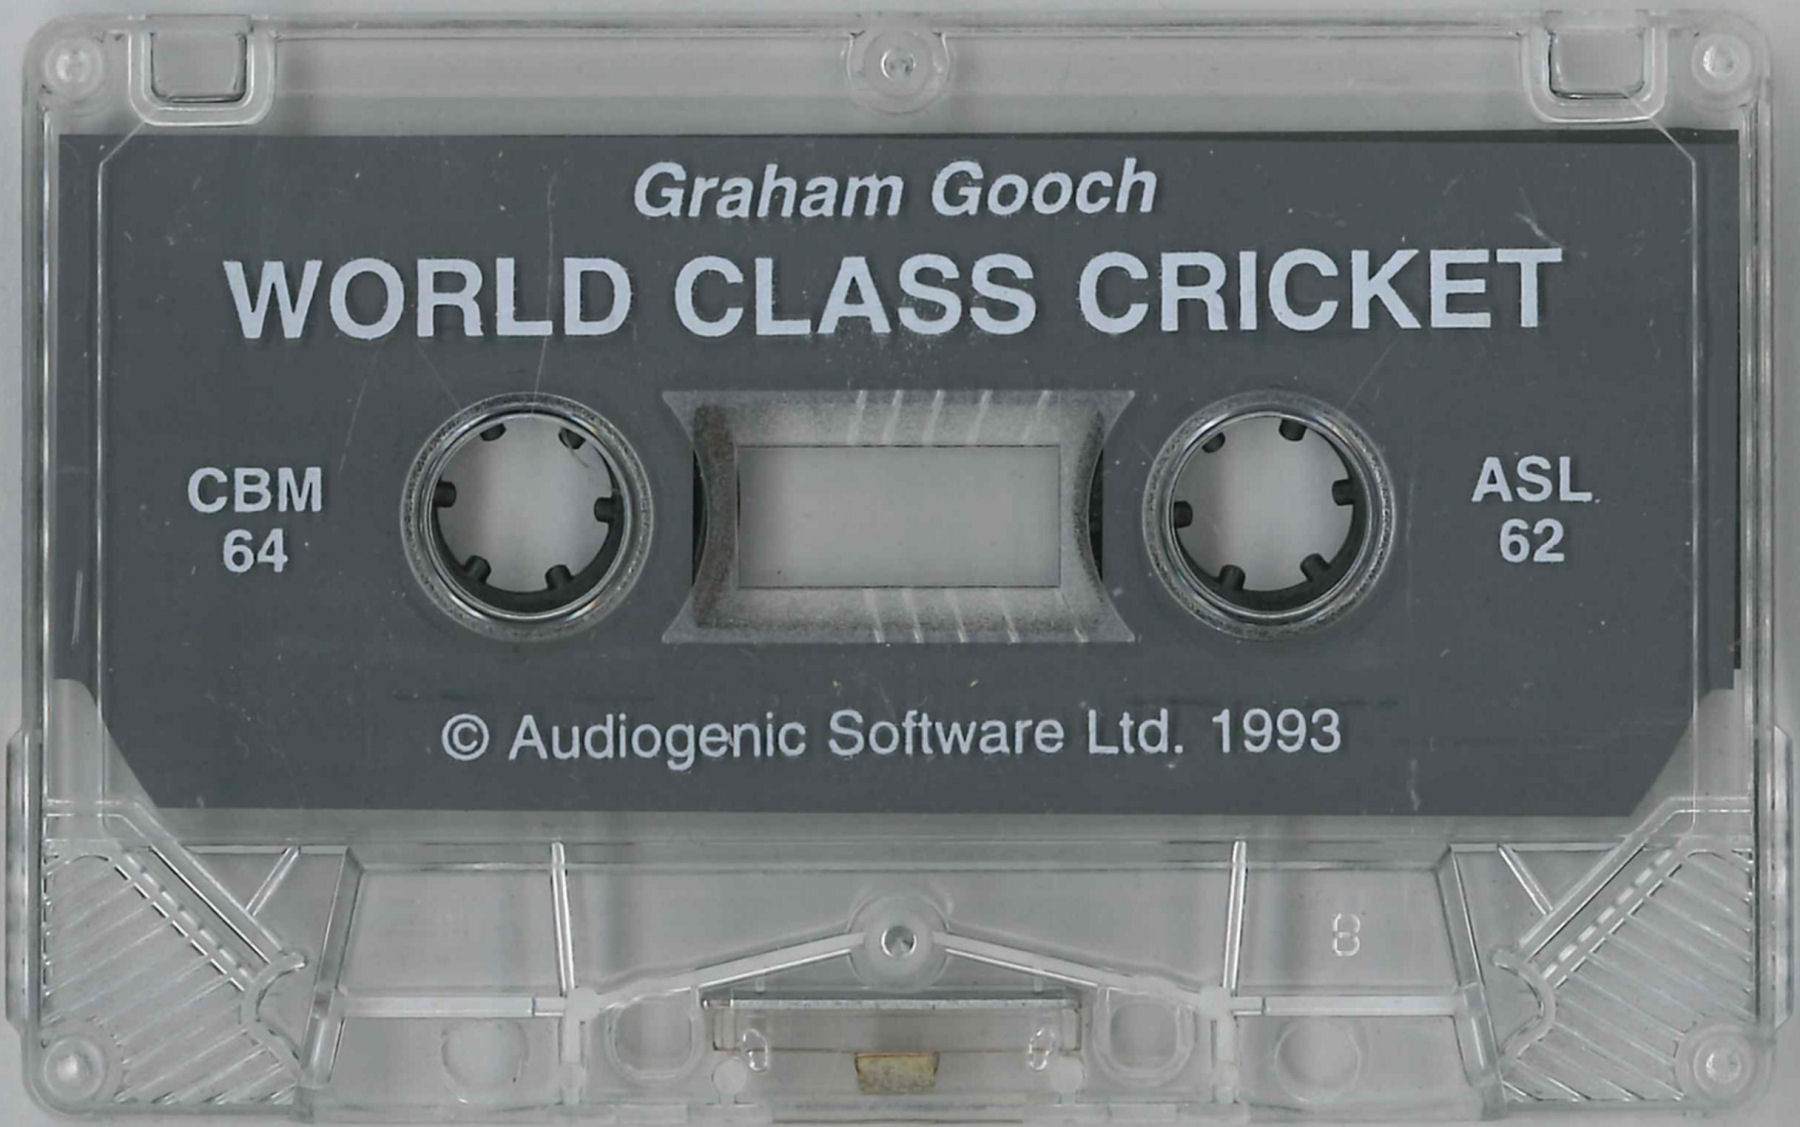 Graham Gooch
WORLD CLASS CRICKET
CBM
64
ASL
62
© Audiogenic Software Ltd. 1993
8